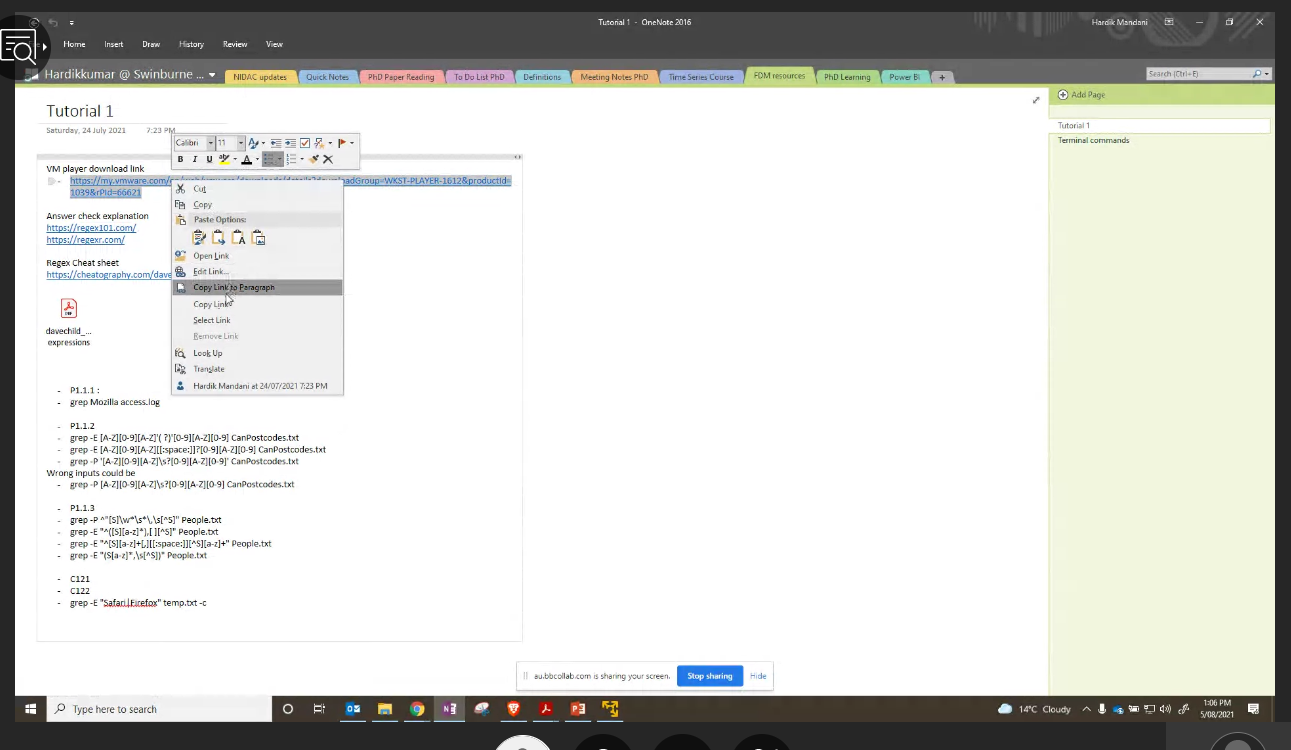 Tutorial 1 - OneNote 2016
Hardik Mandani
Home Insert Draw History Review View
Hardikkumar @ Swinburne ...
NIDAC updates Quick Notes PhD Paper Reading To Do List PhD Definitions Meeting Notes PhD Time Series Course FDM resources PhD Learning Power BI
Search (Ctrl+E)
Add Page
Tutorial 1
Terminal commands
Tutorial 1
Saturday, 24 July 2021 7:23 PM
Calibri 11
B I U
VM player download link
- https://my.vmware.com/ downloadGroup=WKST-PLAYER-1612&productId=
1039&rPId=66621
Answer check explanation
https://regex101.com/
https://regexr.com/
Regex Cheat sheet
https://cheatography.com/dave
davechild_...
expressions
Cut
Copy
Paste Options:
Open Link
Edit Link...
Copy Link to Paragraph
Copy Link
Select Link
Remove Link
Look Up
Translate
Hardik Mandani at 24/07/2021 7:23 PM
- P1.1.1 :
- grep Mozilla access.log
- P1.1.2
- grep -E [A-Z][0-9][A-Z]'( ?)'[0-9][A-Z][0-9] CanPostcodes.txt
- grep -E [A-Z][0-9][A-Z][[:space:]]?[0-9][A-Z][0-9] CanPostcodes.txt
- grep -P '[A-Z][0-9][A-Z]\s?[0-9][A-Z][0-9]' CanPostcodes.txt
Wrong inputs could be
- grep -P [A-Z][0-9][A-Z]\s?[0-9][A-Z][0-9] CanPostcodes.txt
- P1.1.3
- grep -P ^"[S]\w*\s*\,\s[^S]" People.txt
- grep -E "^([S][a-z]*),[ ][^S]" People.txt
- grep -E "^[S][a-z]+[,][[:space:]][^S][a-z]+" People.txt
- grep -E "(S[a-z]*,\s[^S])" People.txt
- C121
- C122
- grep -E "Safari|Firefox" temp.txt -c
au.bbcollab.com is sharing your screen. Stop sharing Hide
Type here to search
14°C Cloudy
1:06 PM
5/08/2021